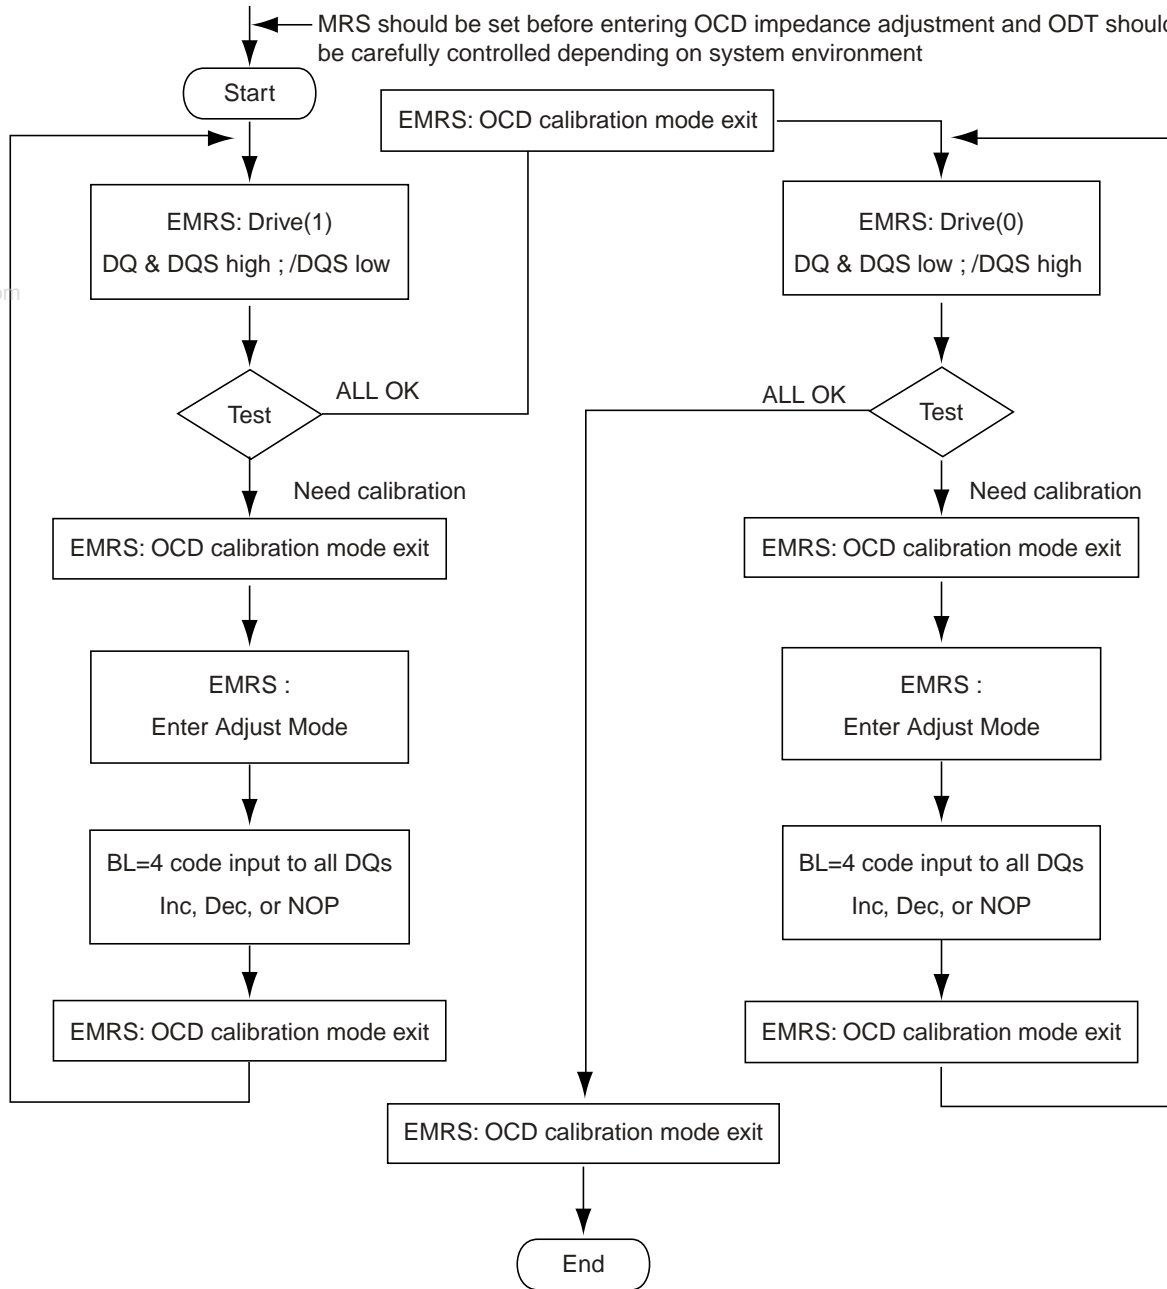 MRS should be set before entering OCD impedance adjustment and ODT should
be carefully controlled depending on system environment
Start
EMRS: OCD calibration mode exit
EMRS: Drive(1)
DQ & DQS high ; /DQS low
EMRS: Drive(0)
DQ & DQS low ; /DQS high
om
Test
ALL OK
ALL OK
Test
Need calibration
Need calibration
EMRS: OCD calibration mode exit
EMRS: OCD calibration mode exit
EMRS :
Enter Adjust Mode
EMRS :
Enter Adjust Mode
BL=4 code input to all DQs
Inc, Dec, or NOP
BL=4 code input to all DQs
Inc, Dec, or NOP
EMRS: OCD calibration mode exit
EMRS: OCD calibration mode exit
EMRS: OCD calibration mode exit
End